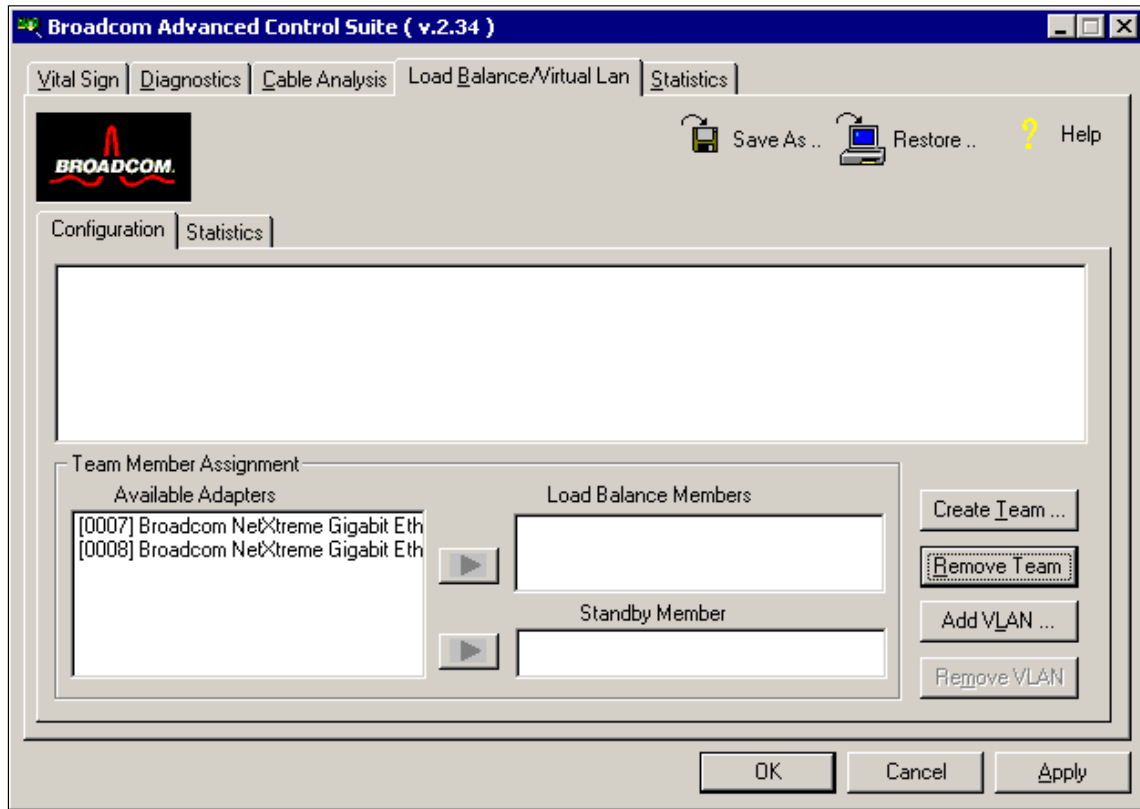 Broadcom Advanced Control Suite ( v.2.34 )
Vital Sign Diagnostics Cable Analysis Load Balance/Virtual Lan Statistics
BROADCOM.
Save As .. Restore .. ? Help
Configuration Statistics
Team Member Assignment
Available Adapters
[0007] Broadcom NetXtreme Gigabit Eth
[0008] Broadcom NetXtreme Gigabit Eth
Load Balance Members
Standby Member
Create Team ...
Remove Team
Add VLAN ...
Remove VLAN
OK Cancel Apply